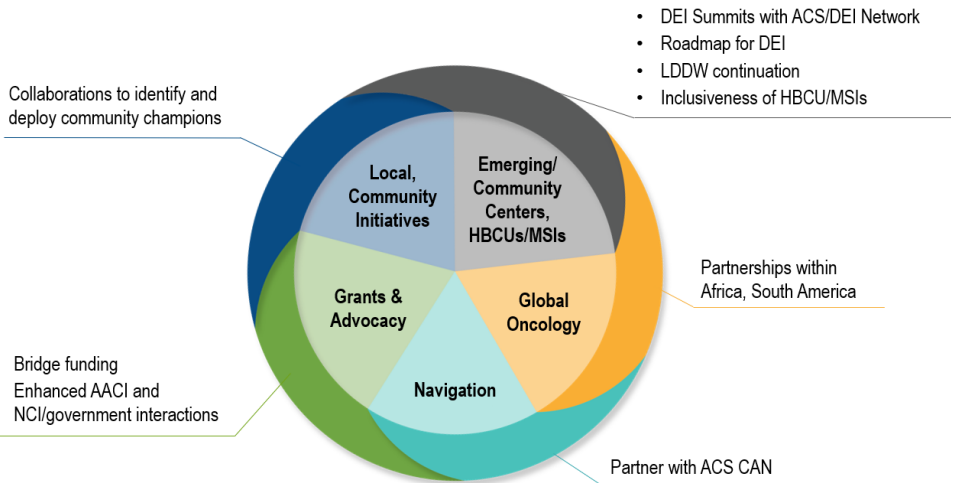 • DEI Summits with ACS/DEI Network
• Roadmap for DEI
• LDDW continuation
• Inclusiveness of HBCU/MSIs
Collaborations to identify and
deploy community champions
Local,
Community
Initiatives
Emerging/
Community
Centers,
HBCUs/MSIs
Partnerships within
Africa, South America
Grants &
Advocacy
Global
Oncology
Bridge funding
Enhanced AACI and
NCI/government interactions
Navigation
Partner with ACS CAN